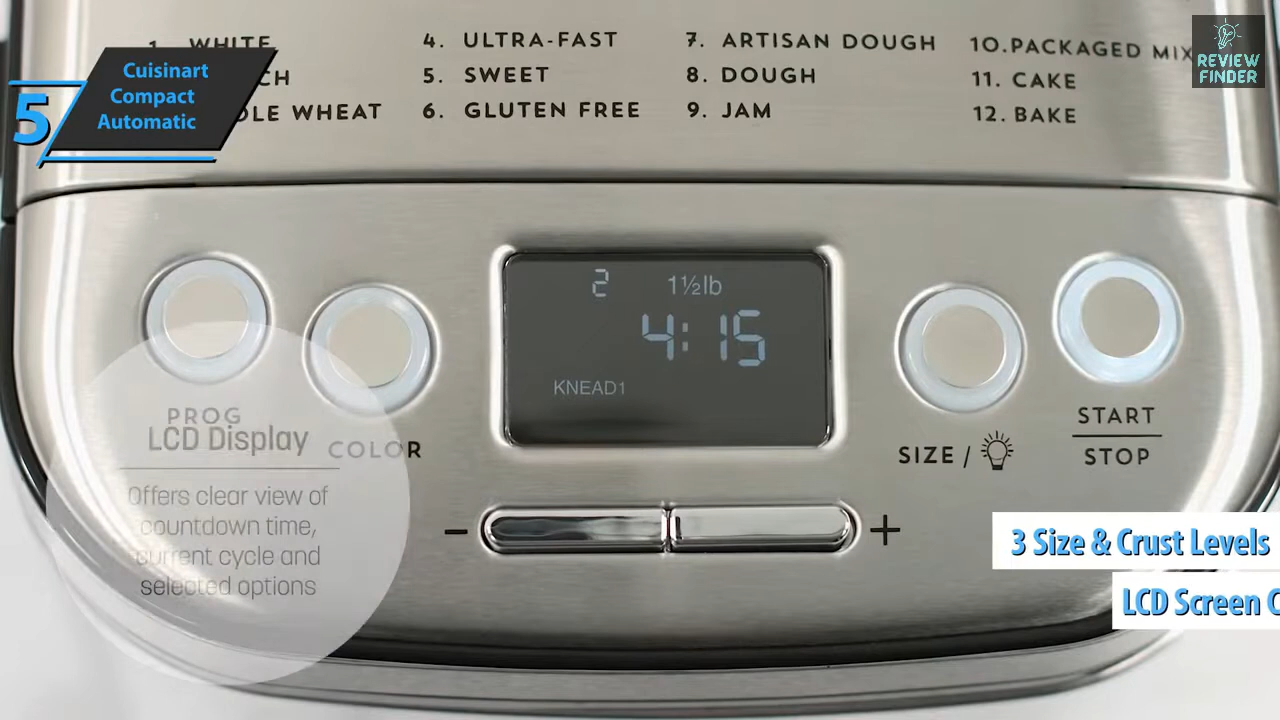 1. WHITE
4. ULTRA-FAST
7. ARTISAN DOUGH
10. PACKAGED MIX
5. SWEET
8. DOUGH
11. CAKE
WHEAT
6. GLUTEN FREE
9. JAM
12. BAKE
5
Cuisinart
Compact
Automatic
REVIEW
FINDER
2 1½lb
4:15
KNEAD1
PROG
COLOR
SIZE /
START
STOP
LCD Display
Offers clear view of
countdown time,
current cycle and
selected options
- +
3 Size & Crust Levels
LCD Screen